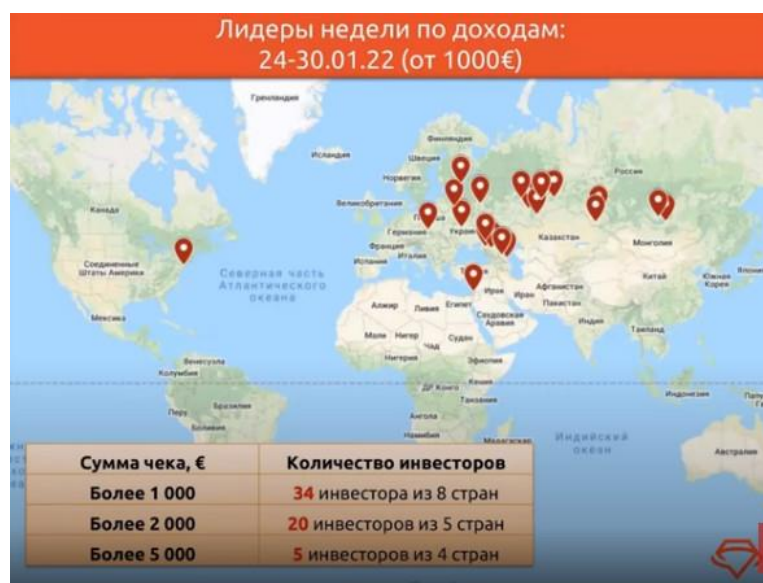 Лидеры недели по доходам:
24-30.01.22 (от 1000€)
Гренландия
Исландия
Финляндия
Швеция
Норвегия
Россия
Великобритания
Канада
Германия
Украина
Франция
Казахстан
Монголия
Испания
Италия
Соединенные
Штаты Америки
Северная часть
Атлантического
океана
Китай
Южная
Корея
Япони
Ирак
Иран
Афганистан
Пакистан
Алжир
Ливия
Египет
Саудовская
Аравия
Индия
Таиланд
Мексика
Мали
Нигер
Чад
Судан
Нигерия
Эфиопия
Венесуэла
Колумбия
ДР Конго
Кения
Танзания
Индонезия
Папу
Перу
Бразилия
Боливия
Ангола
Намибия
Мадагаскар
Индийский
океан
Австралия
Сумма чека, €
Количество инвесторов
Более 1 000
34 инвестора из 8 стран
Более 2 000
20 инвесторов из 5 стран
Более 5 000
5 инвесторов из 4 стран